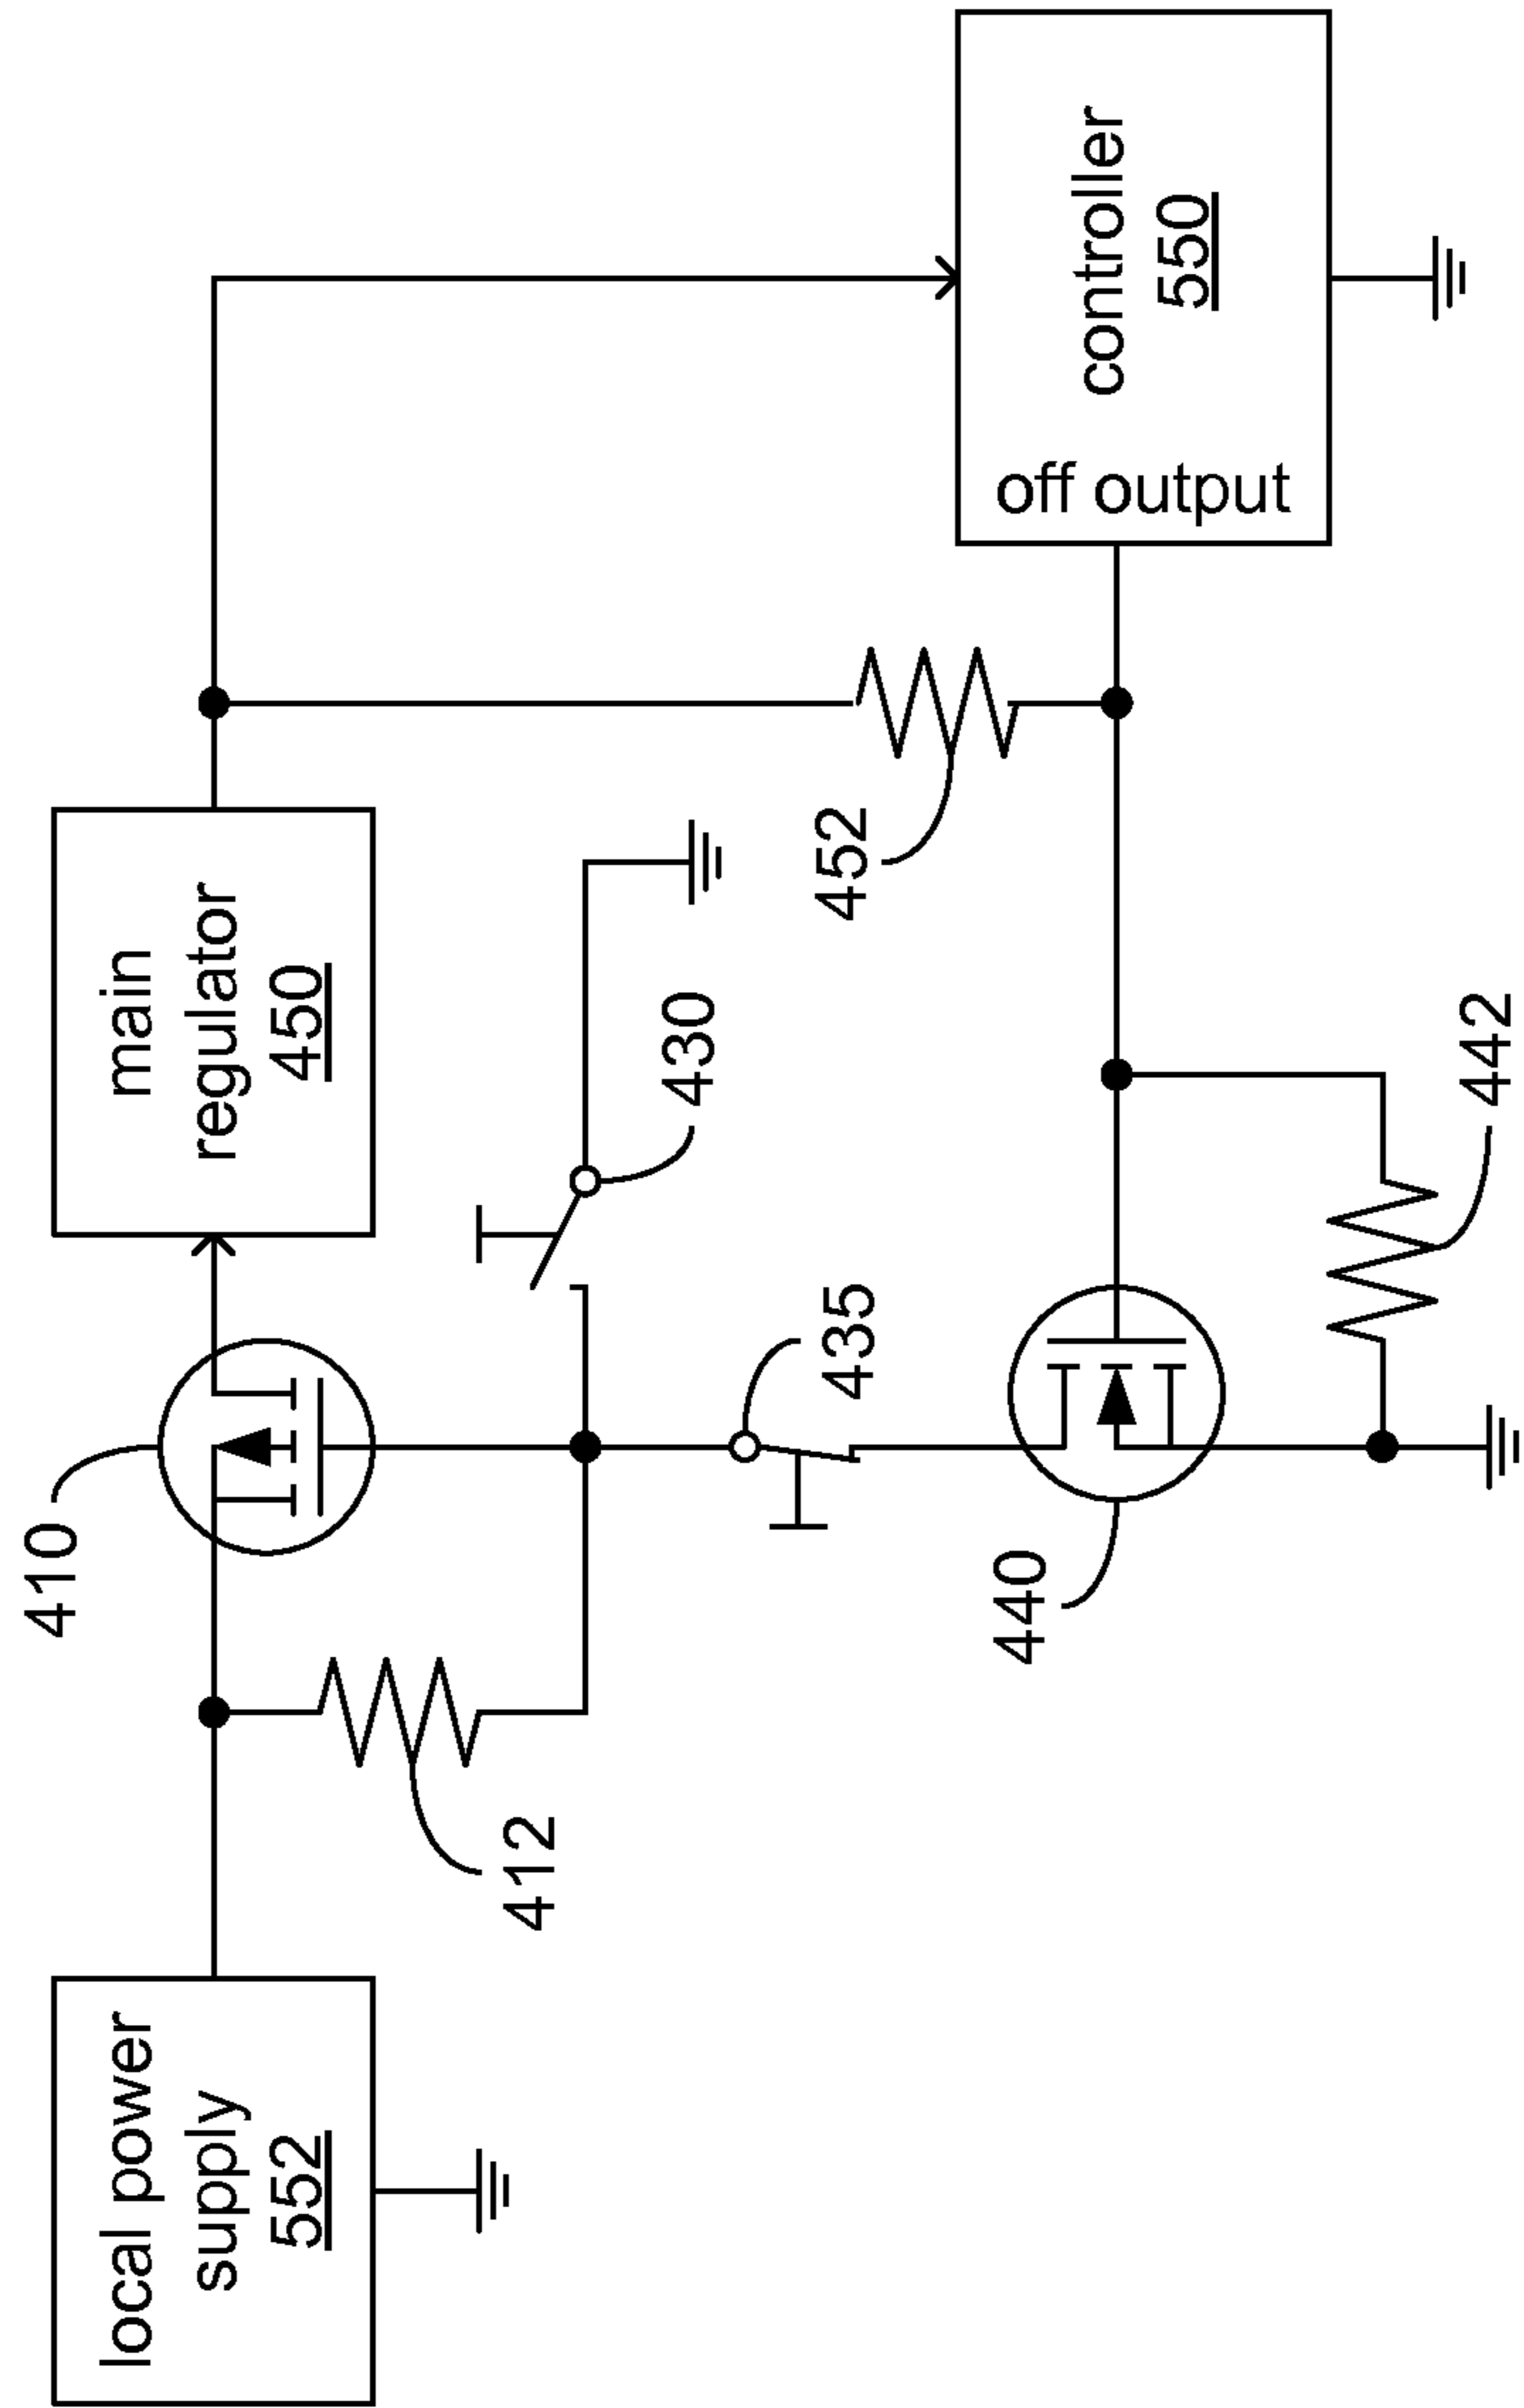 local power
supply
552
410
412
main
regulator
450
430
435
440
452
442
controller
550
off output